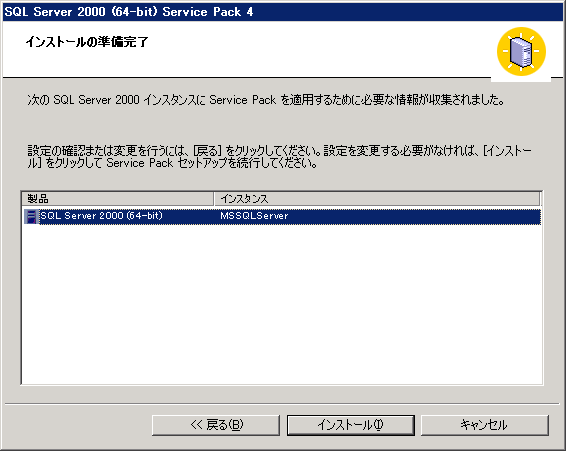 SQL Server 2000 (64-bit) Service Pack 4
インストールの準備完了
次の SQL Server 2000 インスタンスに Service Pack を適用するために必要な情報が収集されました。
設定の確認または変更を行うには、[戻る] をクリックしてください。設定を変更する必要がなければ、[インストー
ル] をクリックして Service Pack セットアップを続行してください。
製品 インスタンス
SQL Server 2000 (64-bit) MSSQLServer
<< 戻る(B) インストール(I) キャンセル